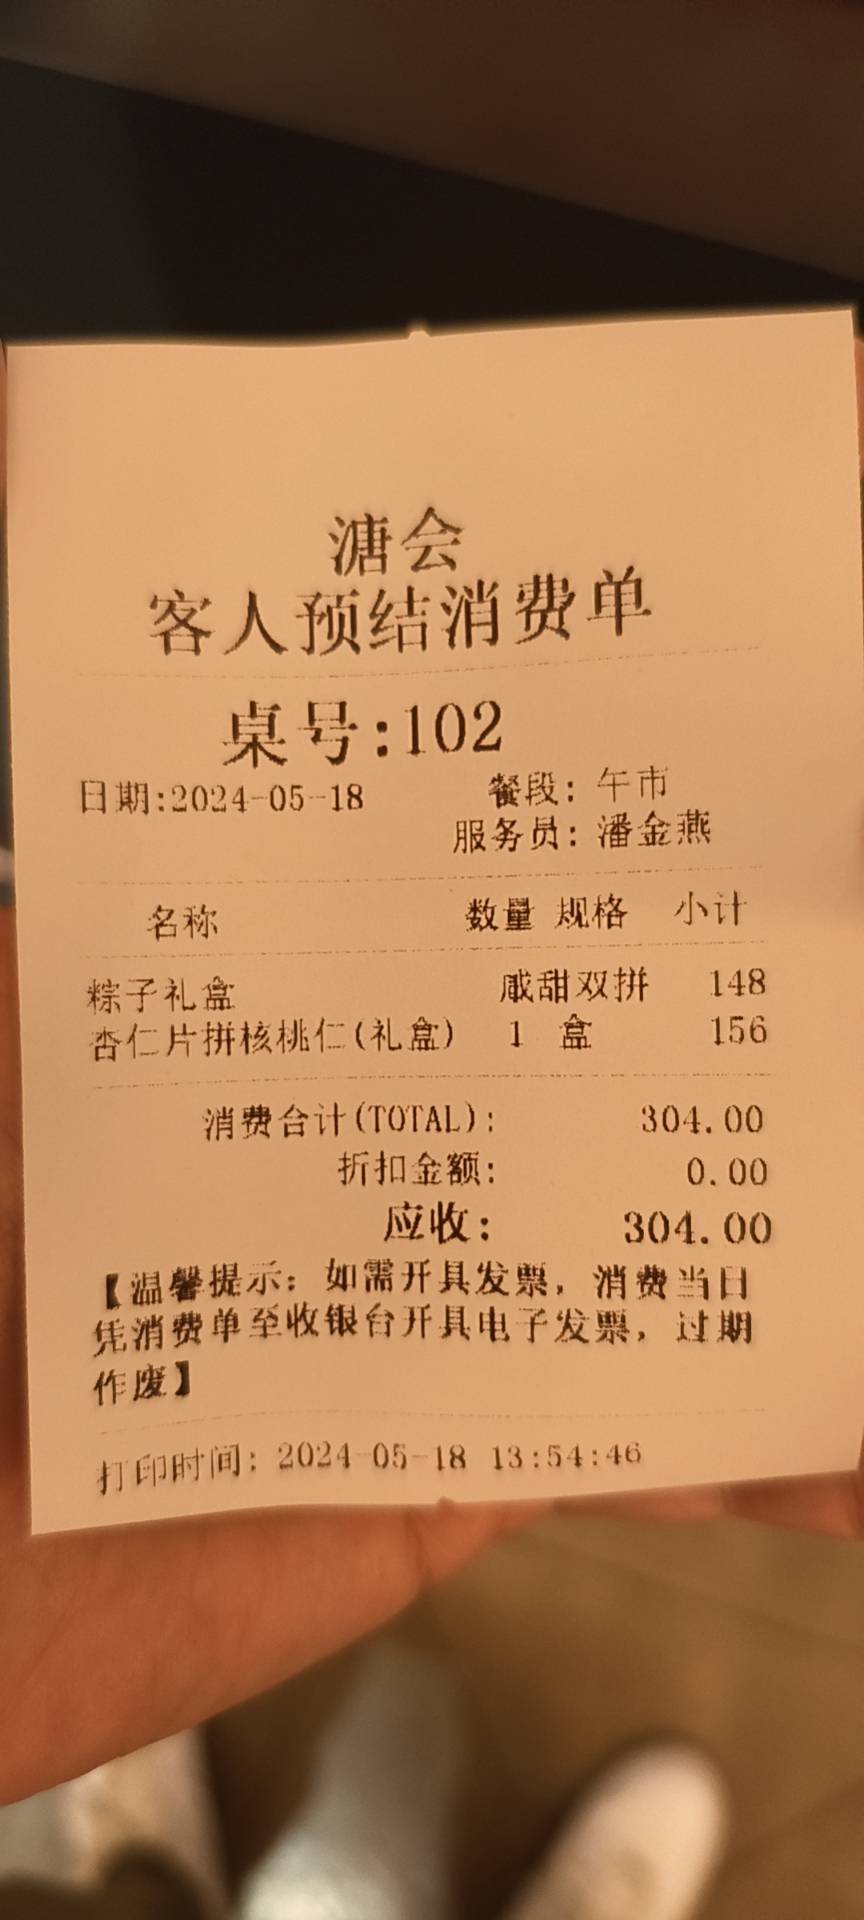 溏会
客人预结消费单
桌号:102
日期:2024-05-18 餐段: 午市
服务员: 潘金燕
名称 数量 规格 小计
粽子礼盒 咸甜双拼 148
杏仁片拼核桃仁(礼盒) 1 盒 156
消费合计(TOTAL): 304.00
折扣金额: 0.00
应收: 304.00
【温馨提示: 如需开具发票, 消费当日
凭消费单至收银台开具电子发票, 过期
作废】
打印时间: 2024-05-18 13:54:46